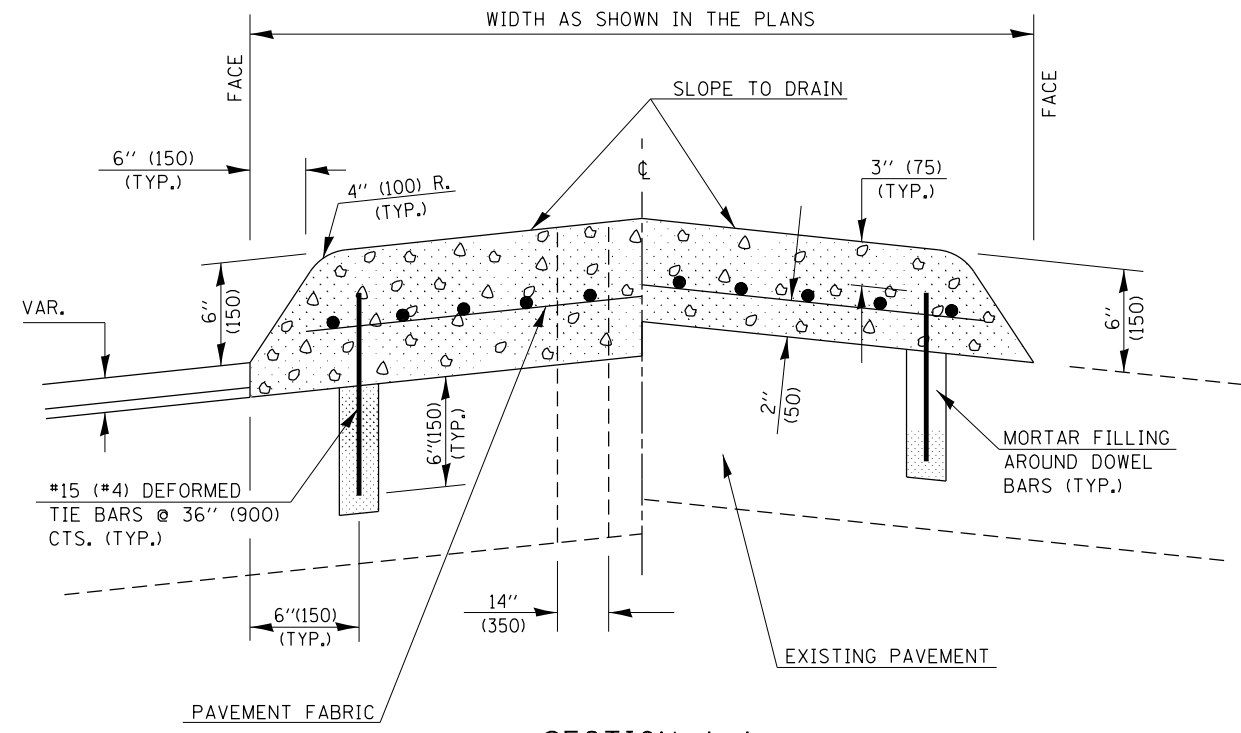 WIDTH AS SHOWN IN THE PLANS
FACE
FACE
SLOPE TO DRAIN
6'' (150)
(TYP.)
4'' (100) R.
(TYP.)
℄
3'' (75)
(TYP.)
VAR.
6''
(150)
6''
(150)
2''
(50)
6''(150)
(TYP.)
MORTAR FILLING
AROUND DOWEL
BARS (TYP.)
#15 (#4) DEFORMED
TIE BARS @ 36'' (900)
CTS. (TYP.)
6''(150)
(TYP.)
14''
(350)
EXISTING PAVEMENT
PAVEMENT FABRIC